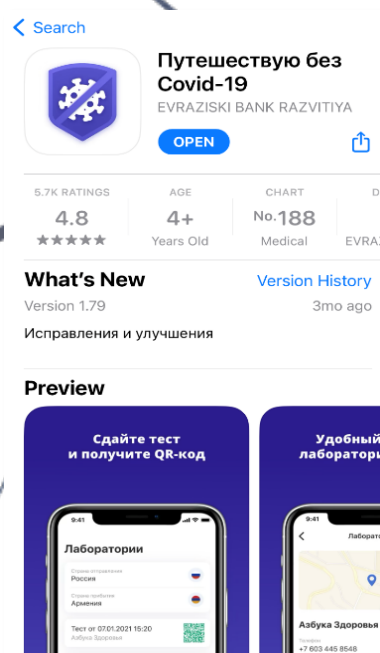 Search
Путешествую без
Covid-19
EVRAZISKI BANK RAZVITIYA
OPEN
5.7K RATINGS AGE CHART D
4.8 4+ No.188
★★★★★ Years Old Medical EVRAZ
What's New Version History
Version 1.79 3mo ago
Исправления и улучшения
Preview
Сдайте тест
и получите QR-код
Удобный
лаборатори
9:41
Лаборатории
Страна отправления
Россия
Страна прибытия
Армения
Тест от 07.01.2021 15:20
Азбука Здоровья
9:41
Лаборато
Азбука Здоровья
Телефон
+7 603 445 8548